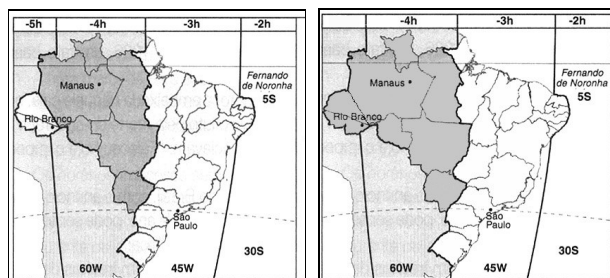 -5h -4h -3h -2h
Manaus
Fernando
de Noronha
5S
Rio Branco
São
Paulo
30S
60W 45W
-4h -3h -2h
Manaus
Fernando
de Noronha
5S
Rio Branco
São
Paulo
30S
60W 45W